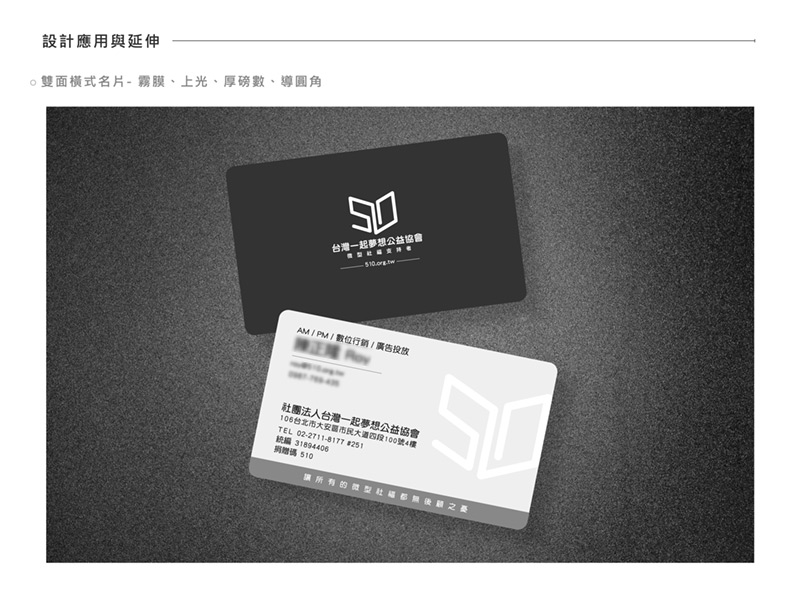 設計應用與延伸
雙面橫式名片- 霧膜、上光、厚磅數、導圓角
510
台灣一起夢想公益協會
微型社福支持者
510.org.tw
AM / PM / 數位行銷 / 廣告投放
社團法人台灣一起夢想公益協會
106台北市大安區市民大道四段100號4樓
TEL 02-2711-8177 #251
統編 31894406
捐贈碼 510
510
讓所有的微型社福都無後顧之憂